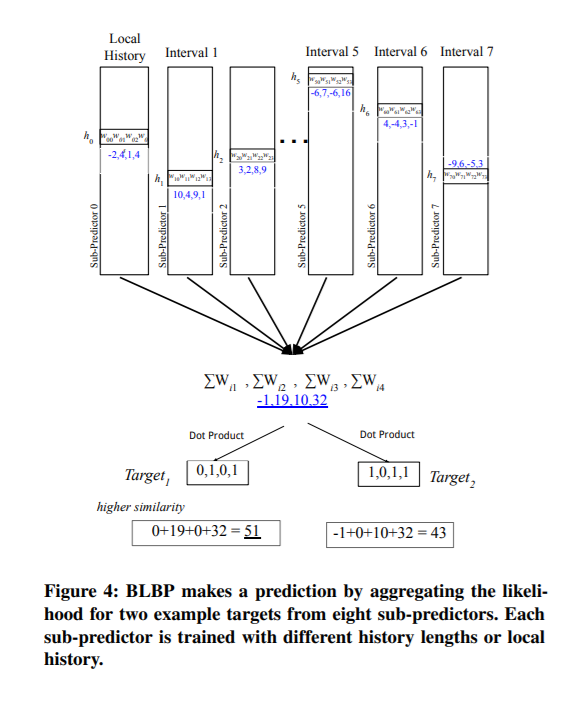 Local
History
Interval 1
Interval 5
Interval 6
Interval 7
h5
w50w51w52w53
-6,7,-6,16
h6
w60w61w62w63
4,-4,3,-1
h0
w00w01w02w0
-2,4,1,4
h2
w20w21w22w23
3,2,8,9
...
-9,6,-5,3
h7
w70w71w72w73
h1
w10w11w12w13
10,4,9,1
Sub-Predictor 0
Sub-Predictor 1
Sub-Predictor 2
Sub-Predictor 5
Sub-Predictor 6
Sub-Predictor 7
∑Wi1 , ∑Wi2 , ∑Wi3 , ∑Wi4
-1,19,10,32
Dot Product
Dot Product
Target1
0,1,0,1
1,0,1,1
Target2
higher similarity
0+19+0+32 = 51
-1+0+10+32 = 43
Figure 4: BLBP makes a prediction by aggregating the likeli-
hood for two example targets from eight sub-predictors. Each
sub-predictor is trained with different history lengths or local
history.